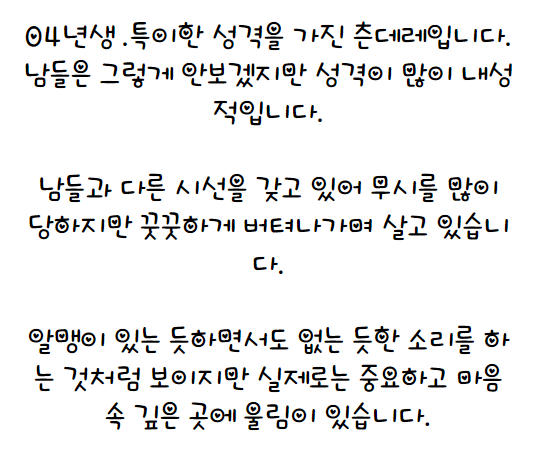 04년생 .특이한 성격을 가진 츤데레입니다.
남들은 그렇게 안보겠지만 성격이 많이 내성
적입니다.
남들과 다른 시선을 갖고 있어 무시를 많이
당하지만 꿋꿋하게 버텨나가며 살고 있습니
다.
알맹이 있는 듯하면서도 없는 듯한 소리를 하
는 것처럼 보이지만 실제로는 중요하고 마음
속 깊은 곳에 울림이 있습니다.